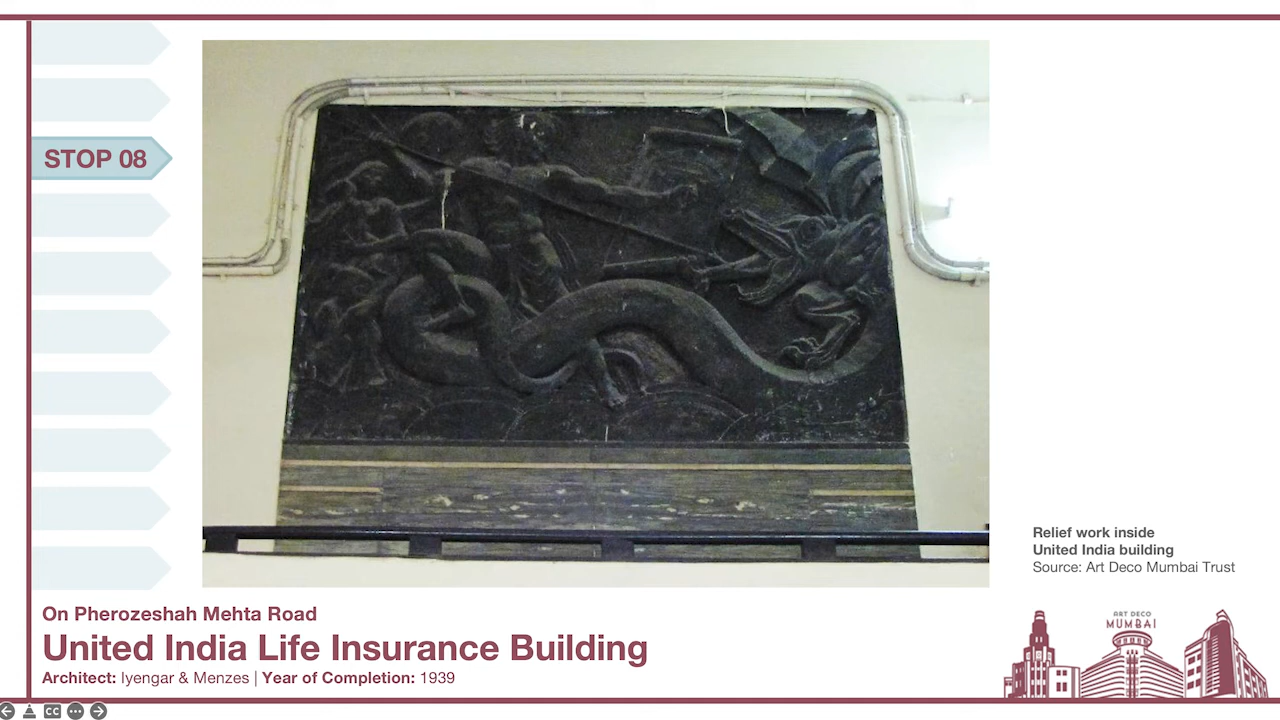 STOP 08
Relief work inside
United India building
Source: Art Deco Mumbai Trust
On Pherozeshah Mehta Road
United India Life Insurance Building
Architect: Iyengar & Menzes | Year of Completion: 1939
ART DECO
MUMBAI
CC